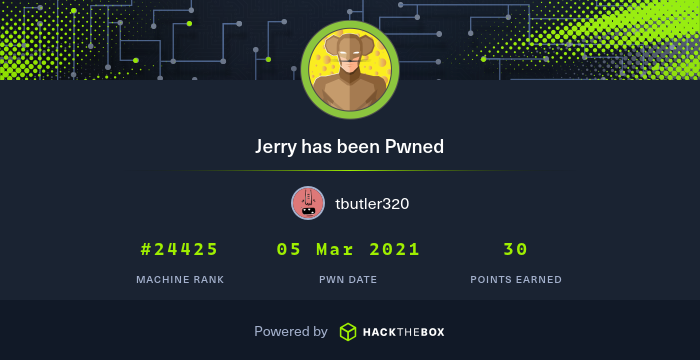 Jerry has been Pwned
tbutler320
#24425 05 Mar 2021 30
MACHINE RANK PWN DATE POINTS EARNED
Powered by HACKTHEBOX